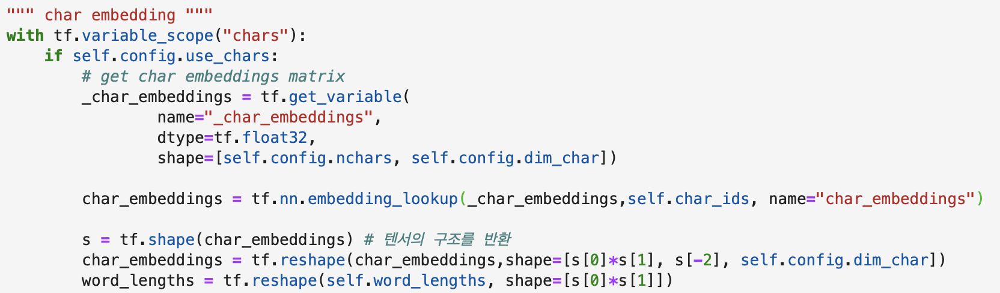 """ char embedding """
with tf.variable_scope("chars"):
    if self.config.use_chars:
        # get char embeddings matrix
        _char_embeddings = tf.get_variable(
                name="_char_embeddings",
                dtype=tf.float32,
                shape=[self.config.nchars, self.config.dim_char])

        char_embeddings = tf.nn.embedding_lookup(_char_embeddings,self.char_ids, name="char_embeddings")

        s = tf.shape(char_embeddings) # 텐서의 구조를 반환
        char_embeddings = tf.reshape(char_embeddings,shape=[s[0]*s[1], s[-2], self.config.dim_char])
        word_lengths = tf.reshape(self.word_lengths, shape=[s[0]*s[1]])